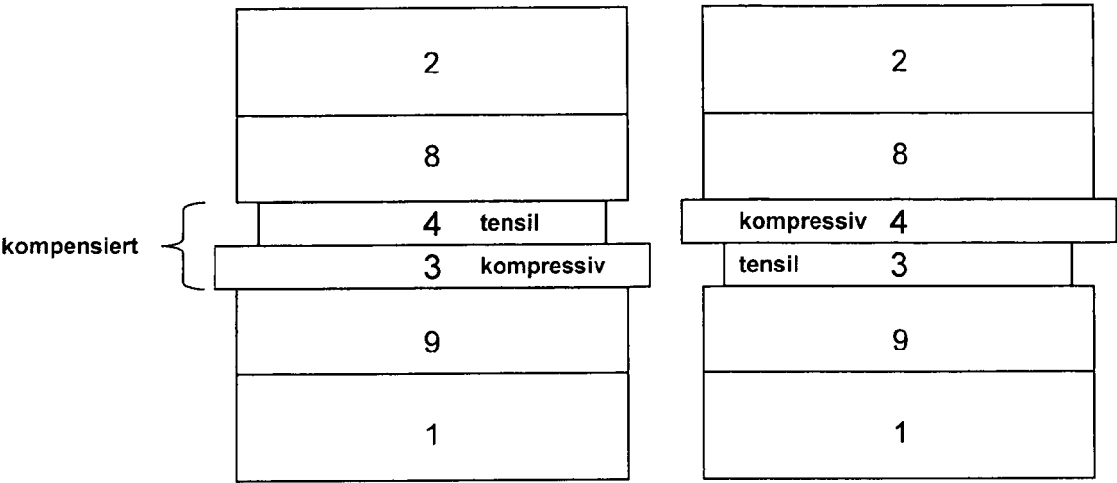 2
8
4 tensil
kompensiert
3 kompressiv
9
1
2
8
kompressiv 4
tensil 3
9
1